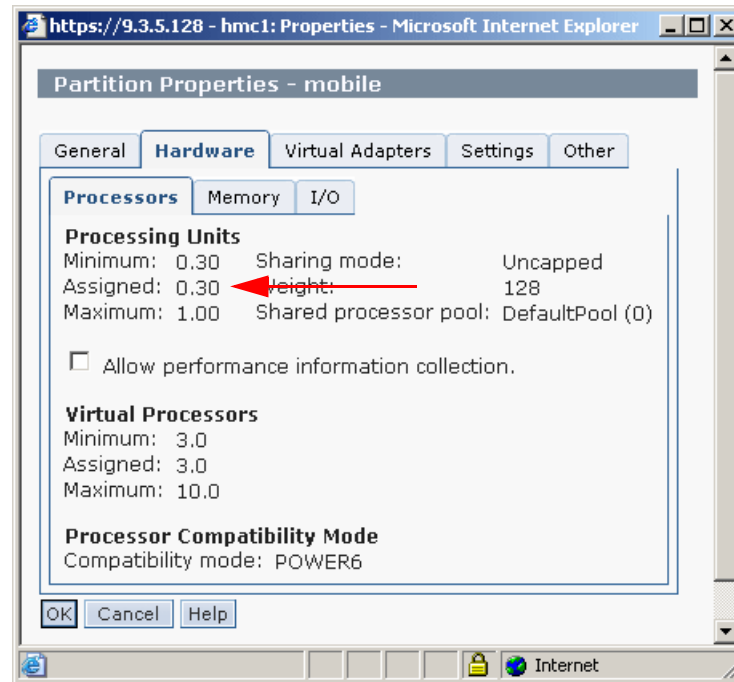 https://9.3.5.128 - hmc1: Properties - Microsoft Internet Explorer
Partition Properties - mobile
General Hardware Virtual Adapters Settings Other
Processors Memory I/O
Processing Units
Minimum: 0.30 Sharing mode: Uncapped
Assigned: 0.30 Weight: 128
Maximum: 1.00 Shared processor pool: DefaultPool (0)
Allow performance information collection.
Virtual Processors
Minimum: 3.0
Assigned: 3.0
Maximum: 10.0
Processor Compatibility Mode
Compatibility mode: POWER6
OK Cancel Help
Internet